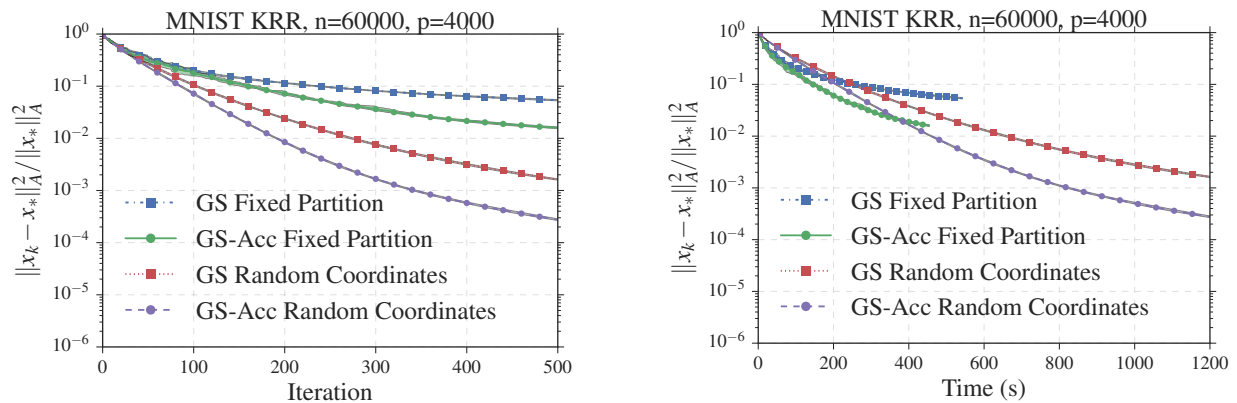 MNIST KRR, n=60000, p=4000
10^0
10^-1
10^-2
10^-3
10^-4
10^-5
10^-6
||x_k − x_*||_A^2/||x_*||_A^2
GS Fixed Partition
GS-Acc Fixed Partition
GS Random Coordinates
GS-Acc Random Coordinates
0 100 200 300 400 500
Iteration
MNIST KRR, n=60000, p=4000
10^0
10^-1
10^-2
10^-3
10^-4
10^-5
10^-6
||x_k − x_*||_A^2/||x_*||_A^2
GS Fixed Partition
GS-Acc Fixed Partition
GS Random Coordinates
GS-Acc Random Coordinates
0 200 400 600 800 1000 1200
Time (s)